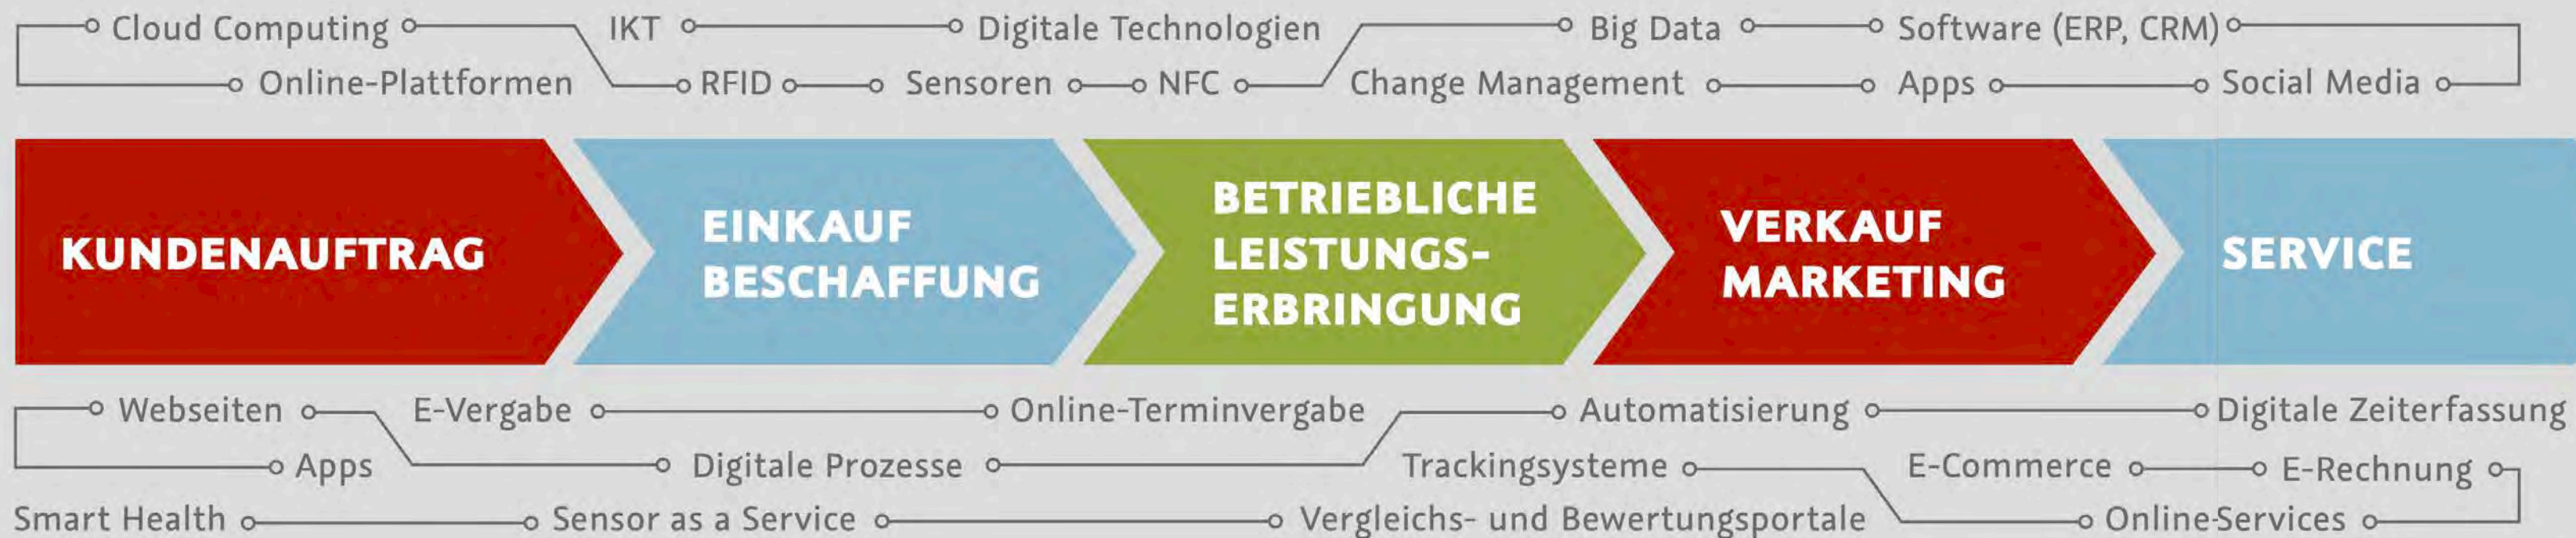 Cloud Computing IKT Digitale Technologien Big Data Software (ERP, CRM)
Online-Plattformen RFID Sensoren NFC Change Management Apps Social Media
KUNDENAUFTRAG
EINKAUF
BESCHAFFUNG
BETRIEBLICHE
LEISTUNGS-
ERBRINGUNG
VERKAUF
MARKETING
SERVICE
Webseiten E-Vergabe Online-Terminvergabe Automatisierung Digitale Zeiterfassung
Apps Digitale Prozesse Trackingsysteme E-Commerce E-Rechnung
Smart Health Sensor as a Service Vergleichs- und Bewertungsportale Online-Services